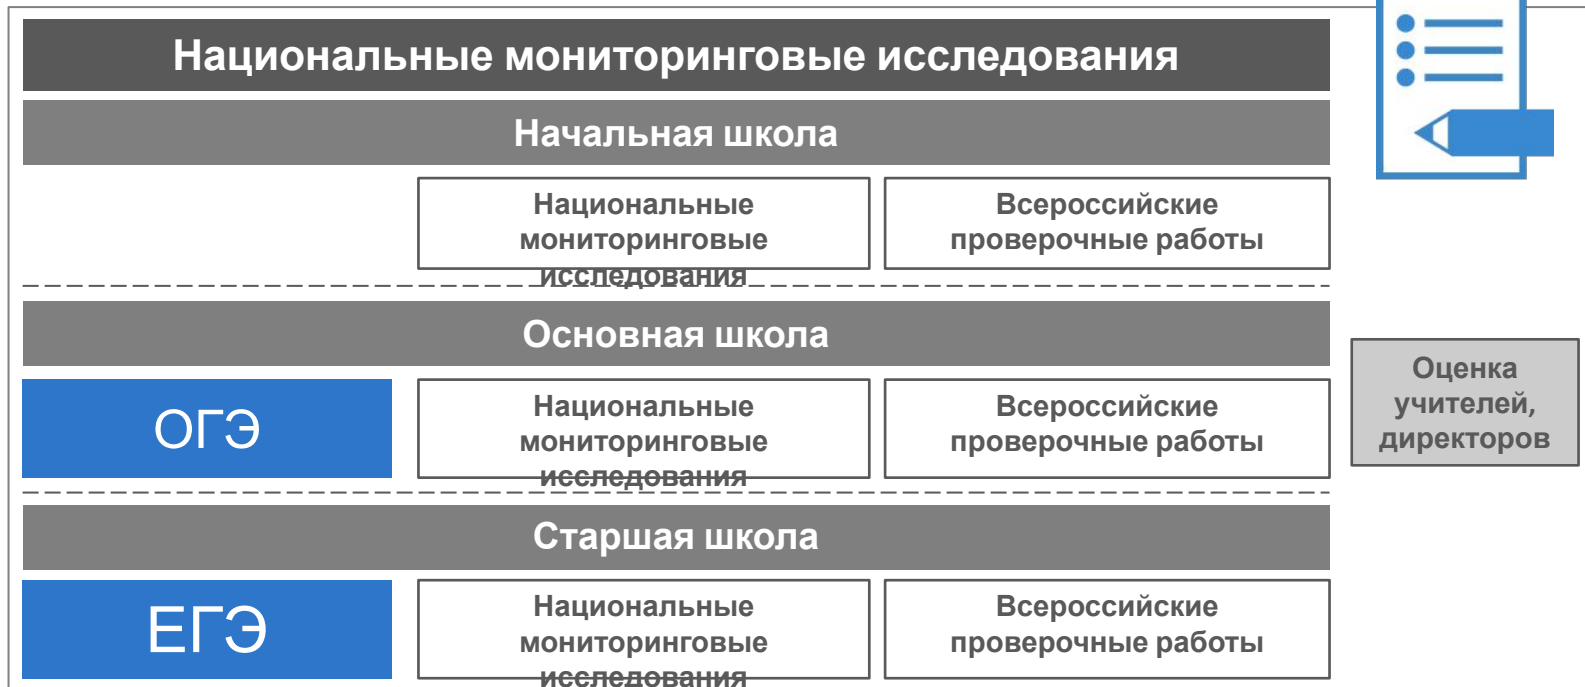 Национальные мониторинговые исследования
Начальная школа
Национальные
мониторинговые
исследования
Всероссийские
проверочные работы
Основная школа
ОГЭ
Национальные
мониторинговые
исследования
Всероссийские
проверочные работы
Оценка
учителей,
директоров
Старшая школа
ЕГЭ
Национальные
мониторинговые
исследования
Всероссийские
проверочные работы